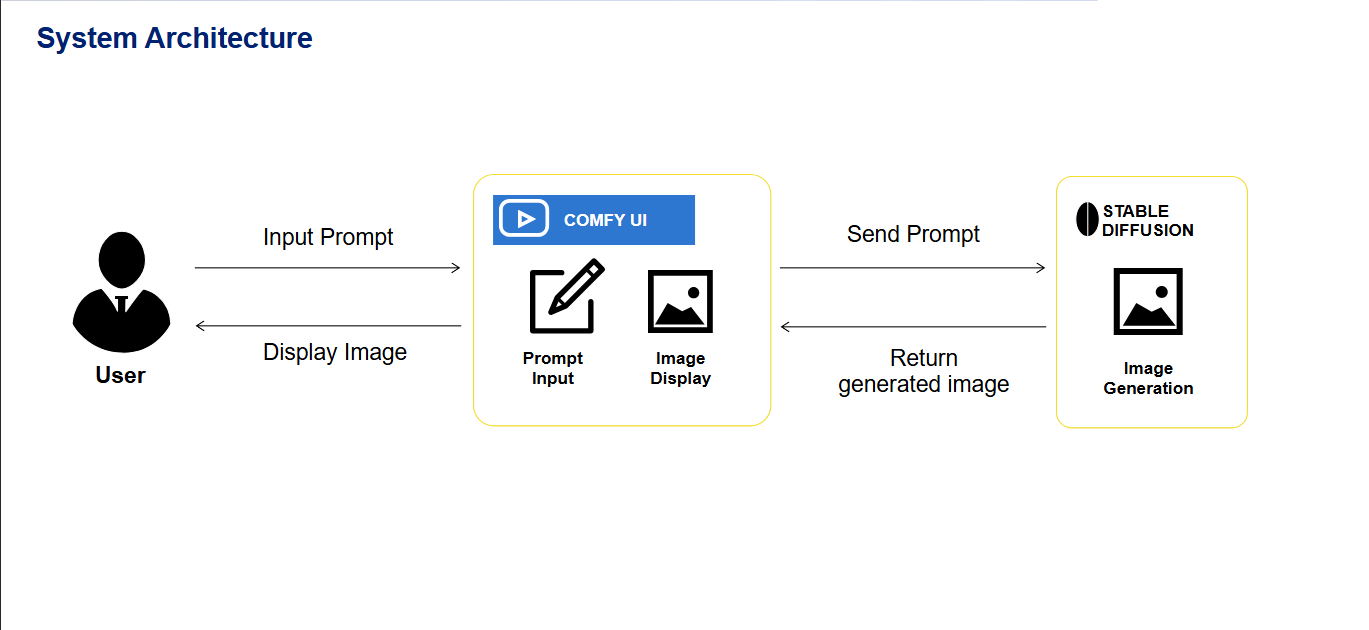 System Architecture
Input Prompt
Display Image
User
COMFY UI
Prompt
Input
Image
Display
Send Prompt
Return
generated image
STABLE
DIFFUSION
Image
Generation